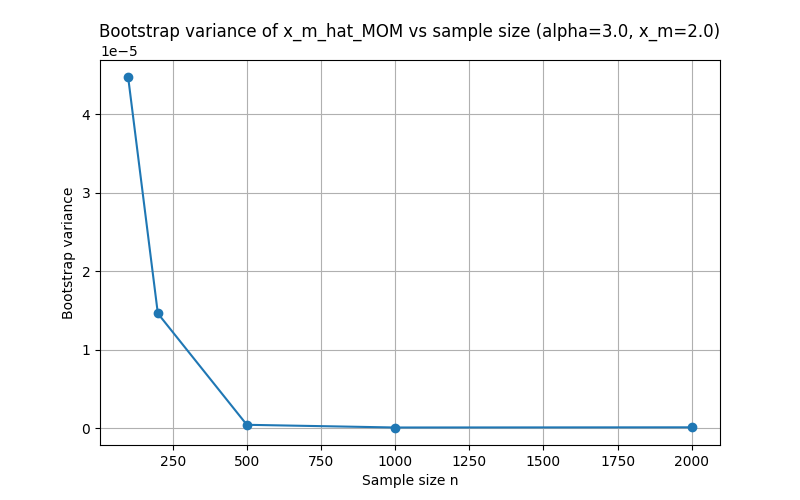 Bootstrap variance of x_m_hat_MOM vs sample size (alpha=3.0, x_m=2.0)
1e−5
4
3
2
1
0
Bootstrap variance
250 500 750 1000 1250 1500 1750 2000
Sample size n